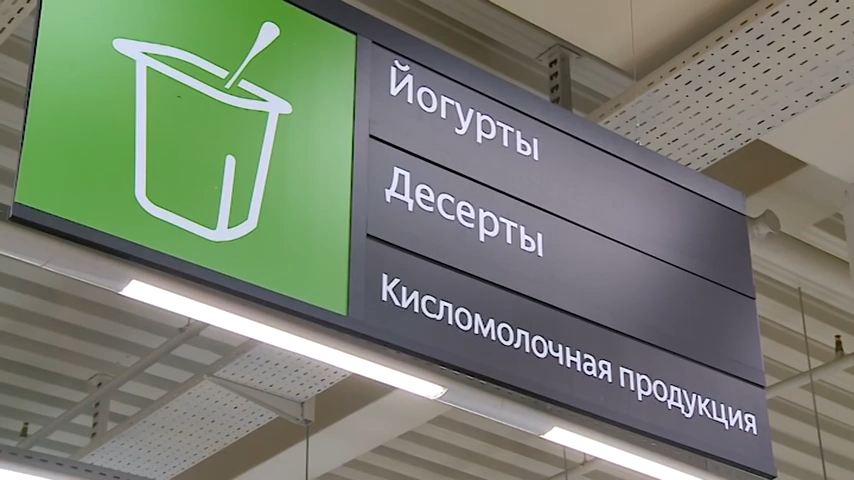 Йогурты
Десерты
Кисломолочная продукция